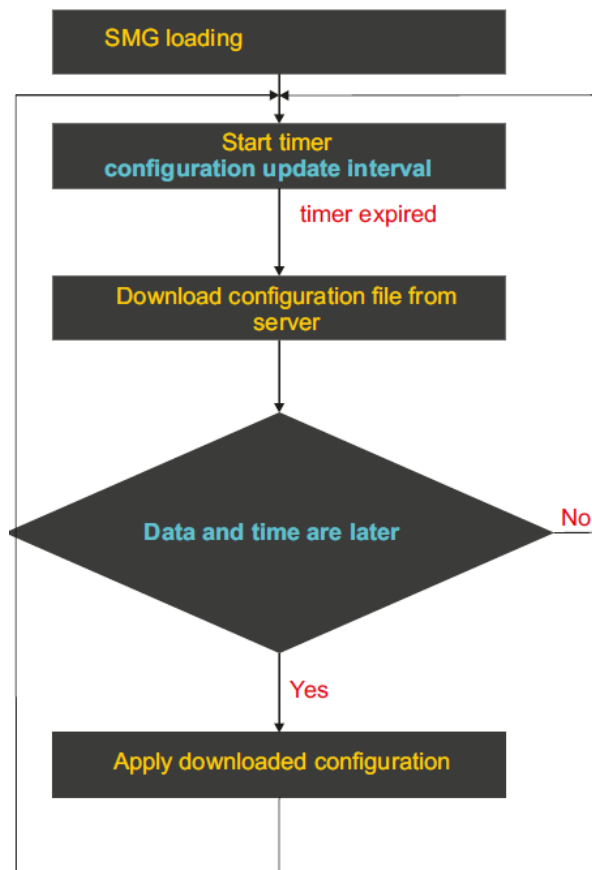 SMG loading
Start timer
configuration update interval
timer expired
Download configuration file from
server
Data and time are later
No
Yes
Apply downloaded configuration